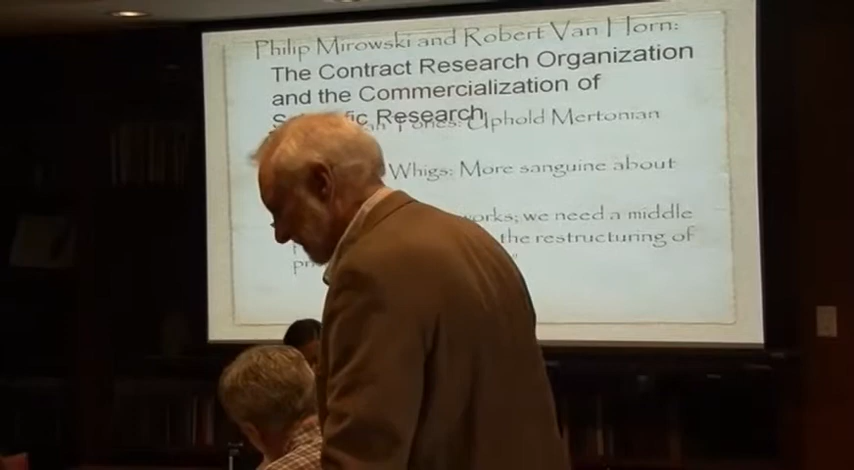 Philip Mirowski and Robert Van Horn:
The Contract Research Organization
and the Commercialization of
Research
Tones: Uphold Mertonian
Whigs: More sanguine about
works; we need a middle
the restructuring of